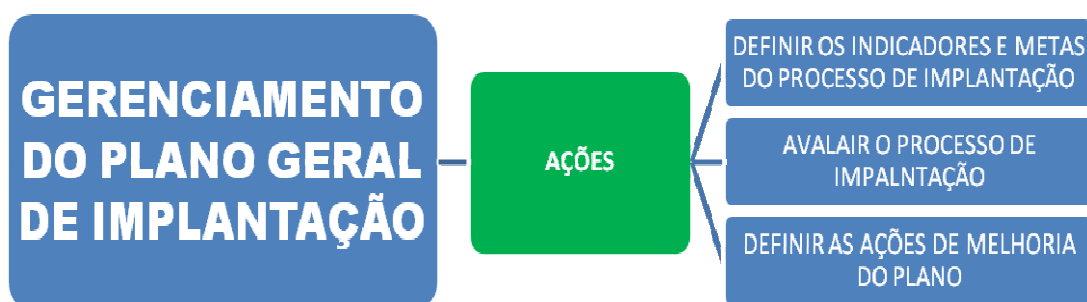 GERENCIAMENTO
DO PLANO GERAL
DE IMPLANTAÇÃO
AÇÕES
DEFINIR OS INDICADORES E METAS
DO PROCESSO DE IMPLANTAÇÃO
AVALAIR O PROCESSO DE
IMPALNTAÇÃO
DEFINIR AS AÇÕES DE MELHORIA
DO PLANO